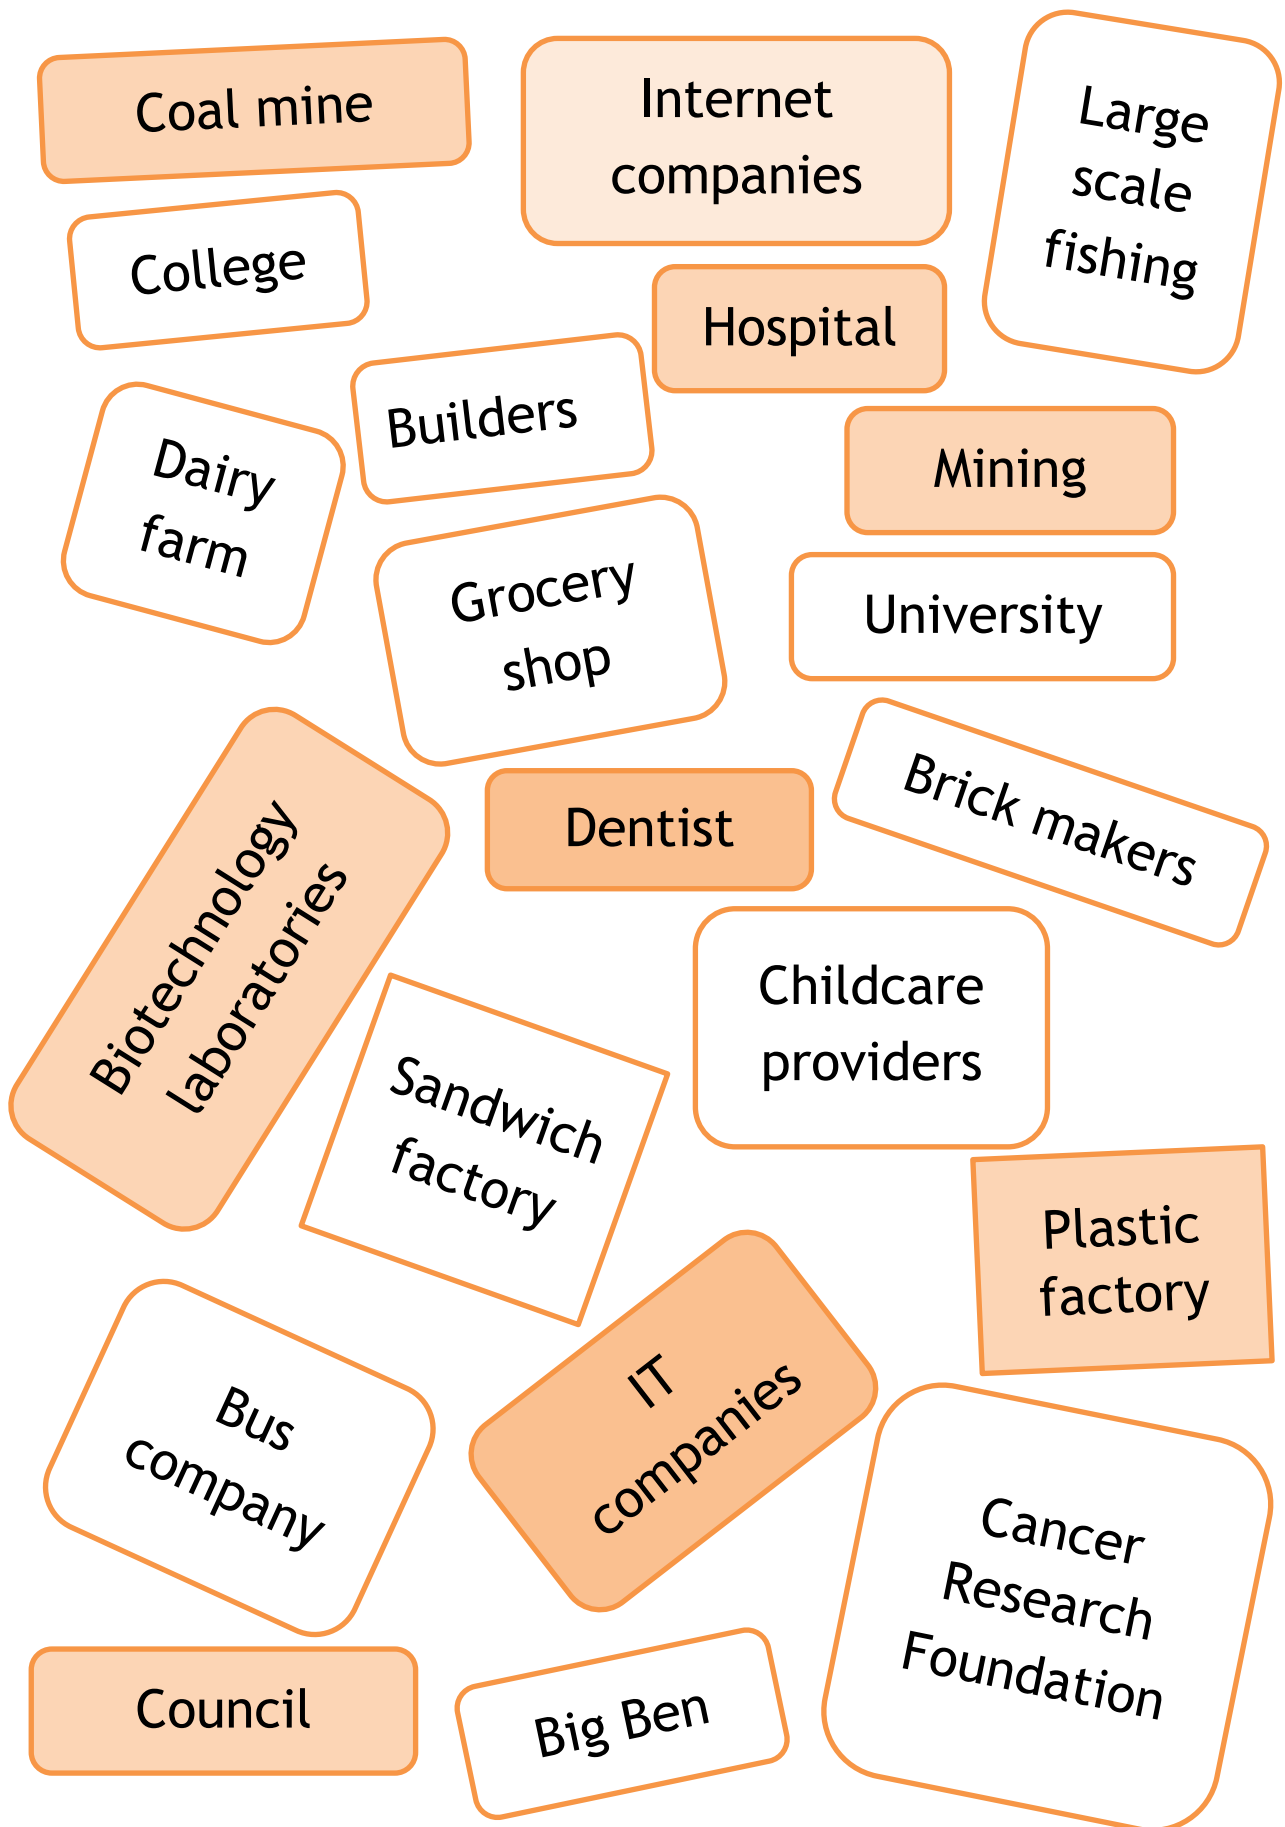 Coal mine
Internet
companies
Large
scale
fishing
College
Hospital
Builders
Dairy
farm
Mining
Grocery
shop
University
Brick makers
Dentist
Biotechnology
laboratories
Childcare
providers
Sandwich
factory
Plastic
factory
Bus
company
IT
companies
Cancer
Research
Foundation
Council
Big Ben